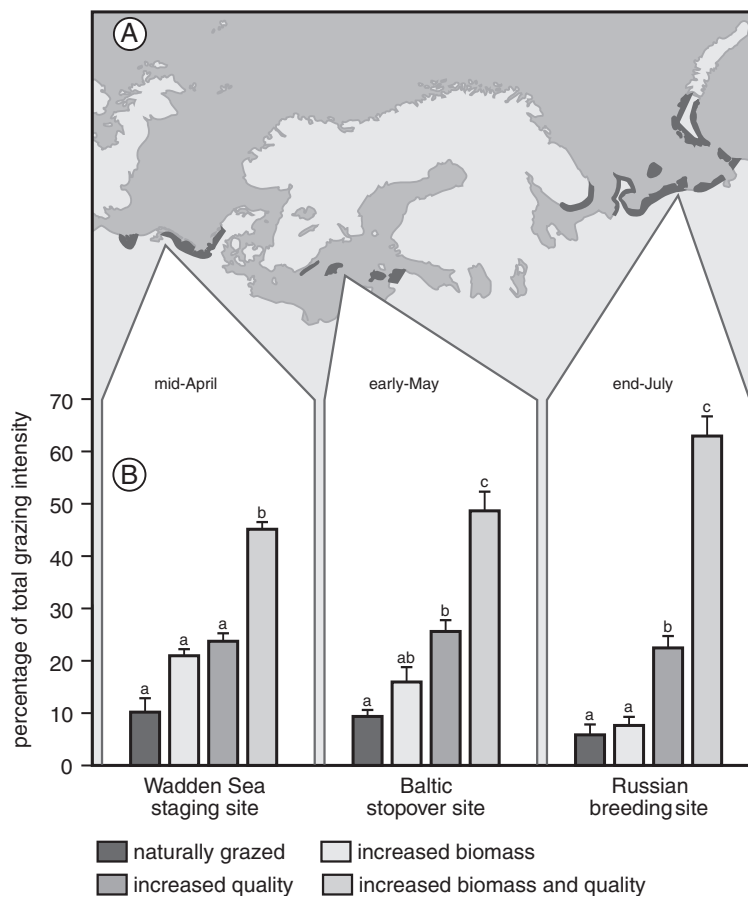 A
mid-April
early-May
end-July
B
percentage of total grazing intensity
70
60
50
40
30
20
10
0
a
a
a
b
a
ab
b
c
a
a
b
c
Wadden Sea
staging site
Baltic
stopover site
Russian
breedingsite
naturally grazed
increased biomass
increased quality
increased biomass and quality